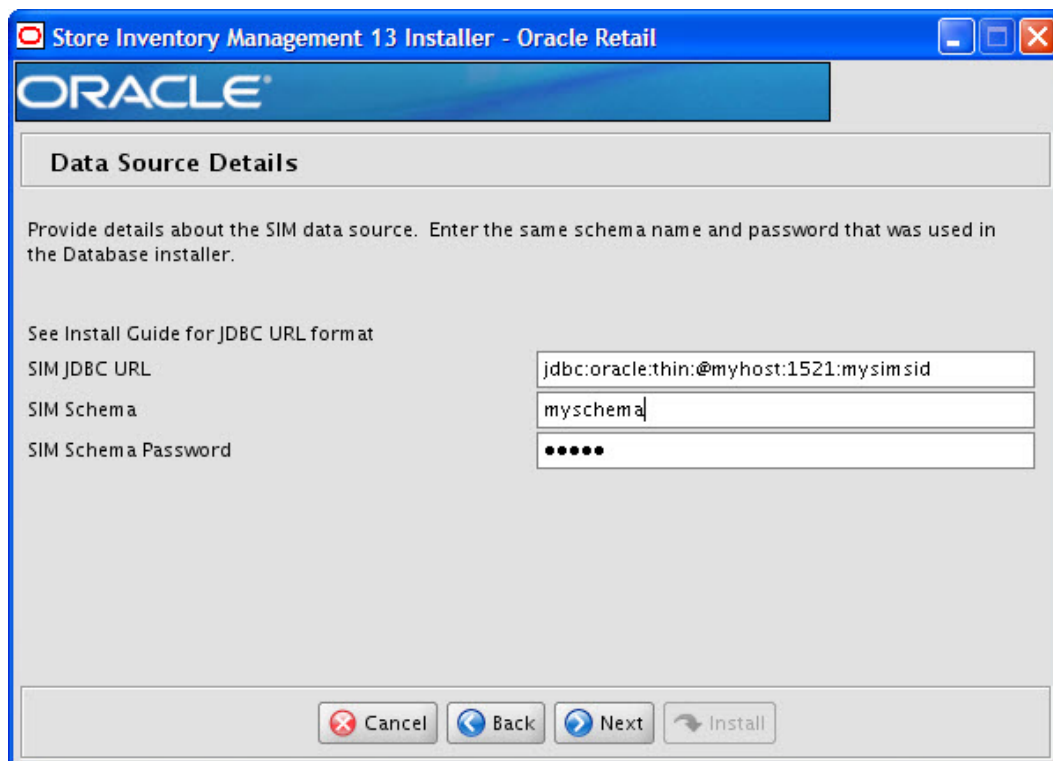 Store Inventory Management 13 Installer - Oracle Retail
ORACLE®
Data Source Details
Provide details about the SIM data source. Enter the same schema name and password that was used in
the Database installer.
See Install Guide for JDBC URL format
SIM JDBC URL jdbc:oracle:thin:@myhost:1521:mysimsid
SIM Schema myschema
SIM Schema Password •••••
Cancel Back Next Install